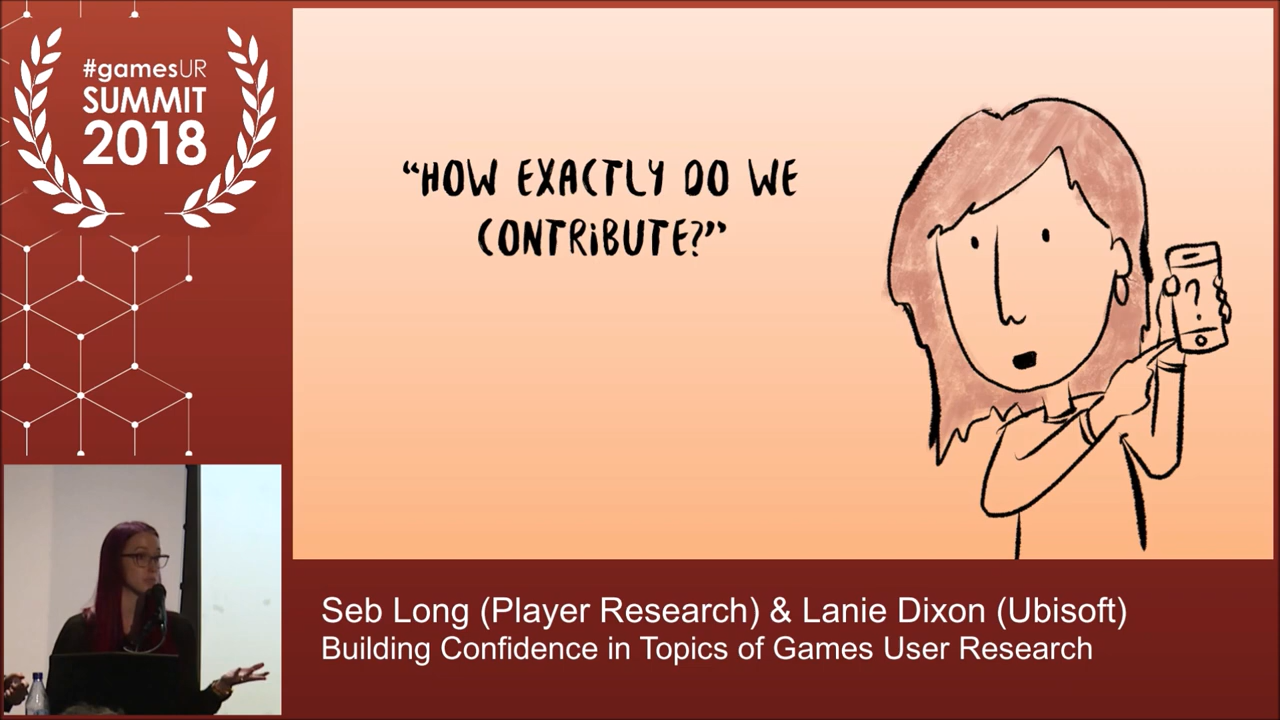 #gamesUR
SUMMIT
2018
“HOW EXACTLY DO WE
CONTRiBUTE?”
?
Seb Long (Player Research) & Lanie Dixon (Ubisoft)
Building Confidence in Topics of Games User Research